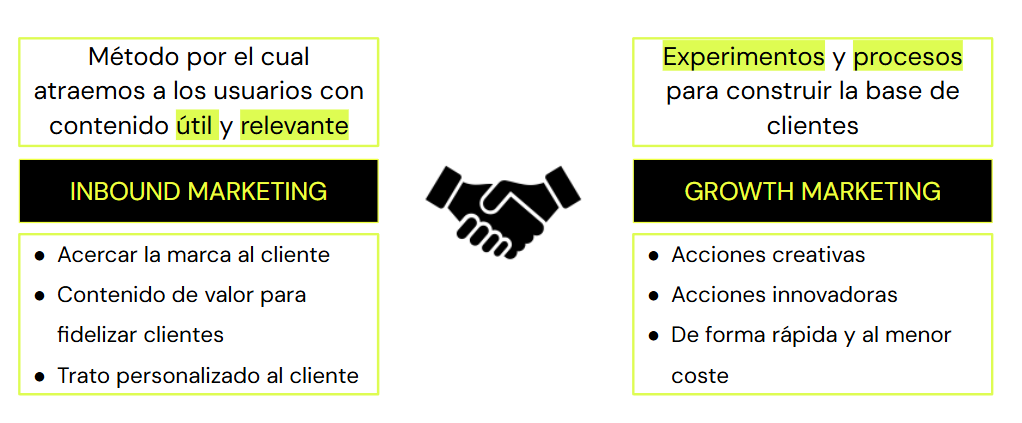 Método por el cual
atraemos a los usuarios con
contenido útil y relevante
INBOUND MARKETING
● Acercar la marca al cliente
● Contenido de valor para
fidelizar clientes
● Trato personalizado al cliente
Experimentos y procesos
para construir la base de
clientes
GROWTH MARKETING
● Acciones creativas
● Acciones innovadoras
● De forma rápida y al menor
coste